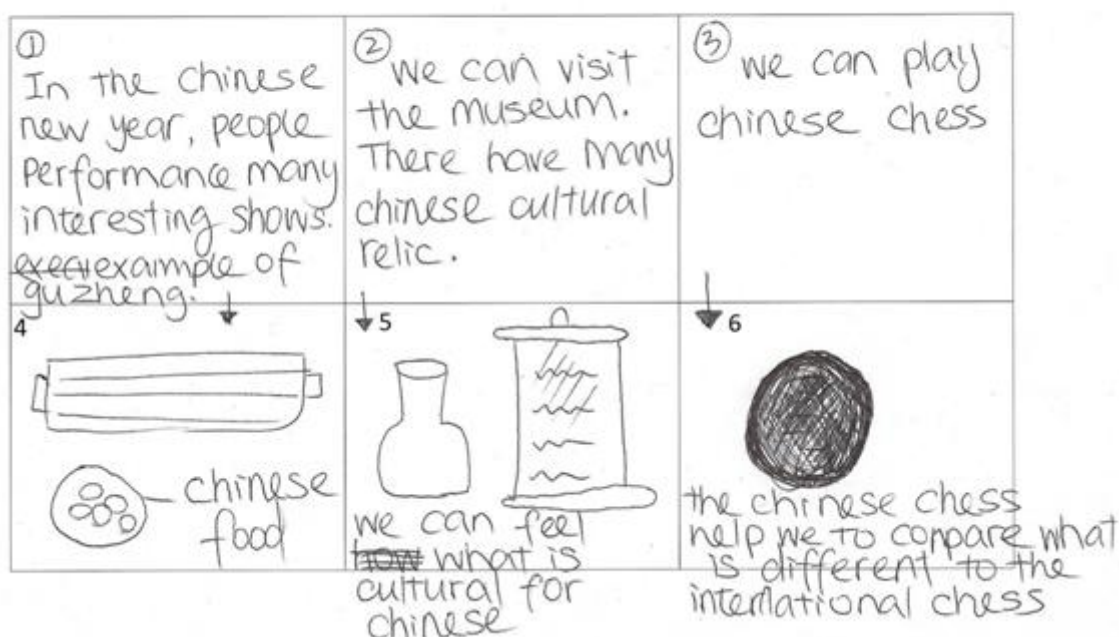 ①
In the chinese
new year, people
Performance many
interesting shows.
example of
guzheng.
②
we can visit
the museum.
There have many
chinese cultural
relic.
③
we can play
chinese chess
4
chinese
food
5
we can feel
how what is
cultural for
chinese
6
the chinese chess
help we to conpare what
is different to the
international chess